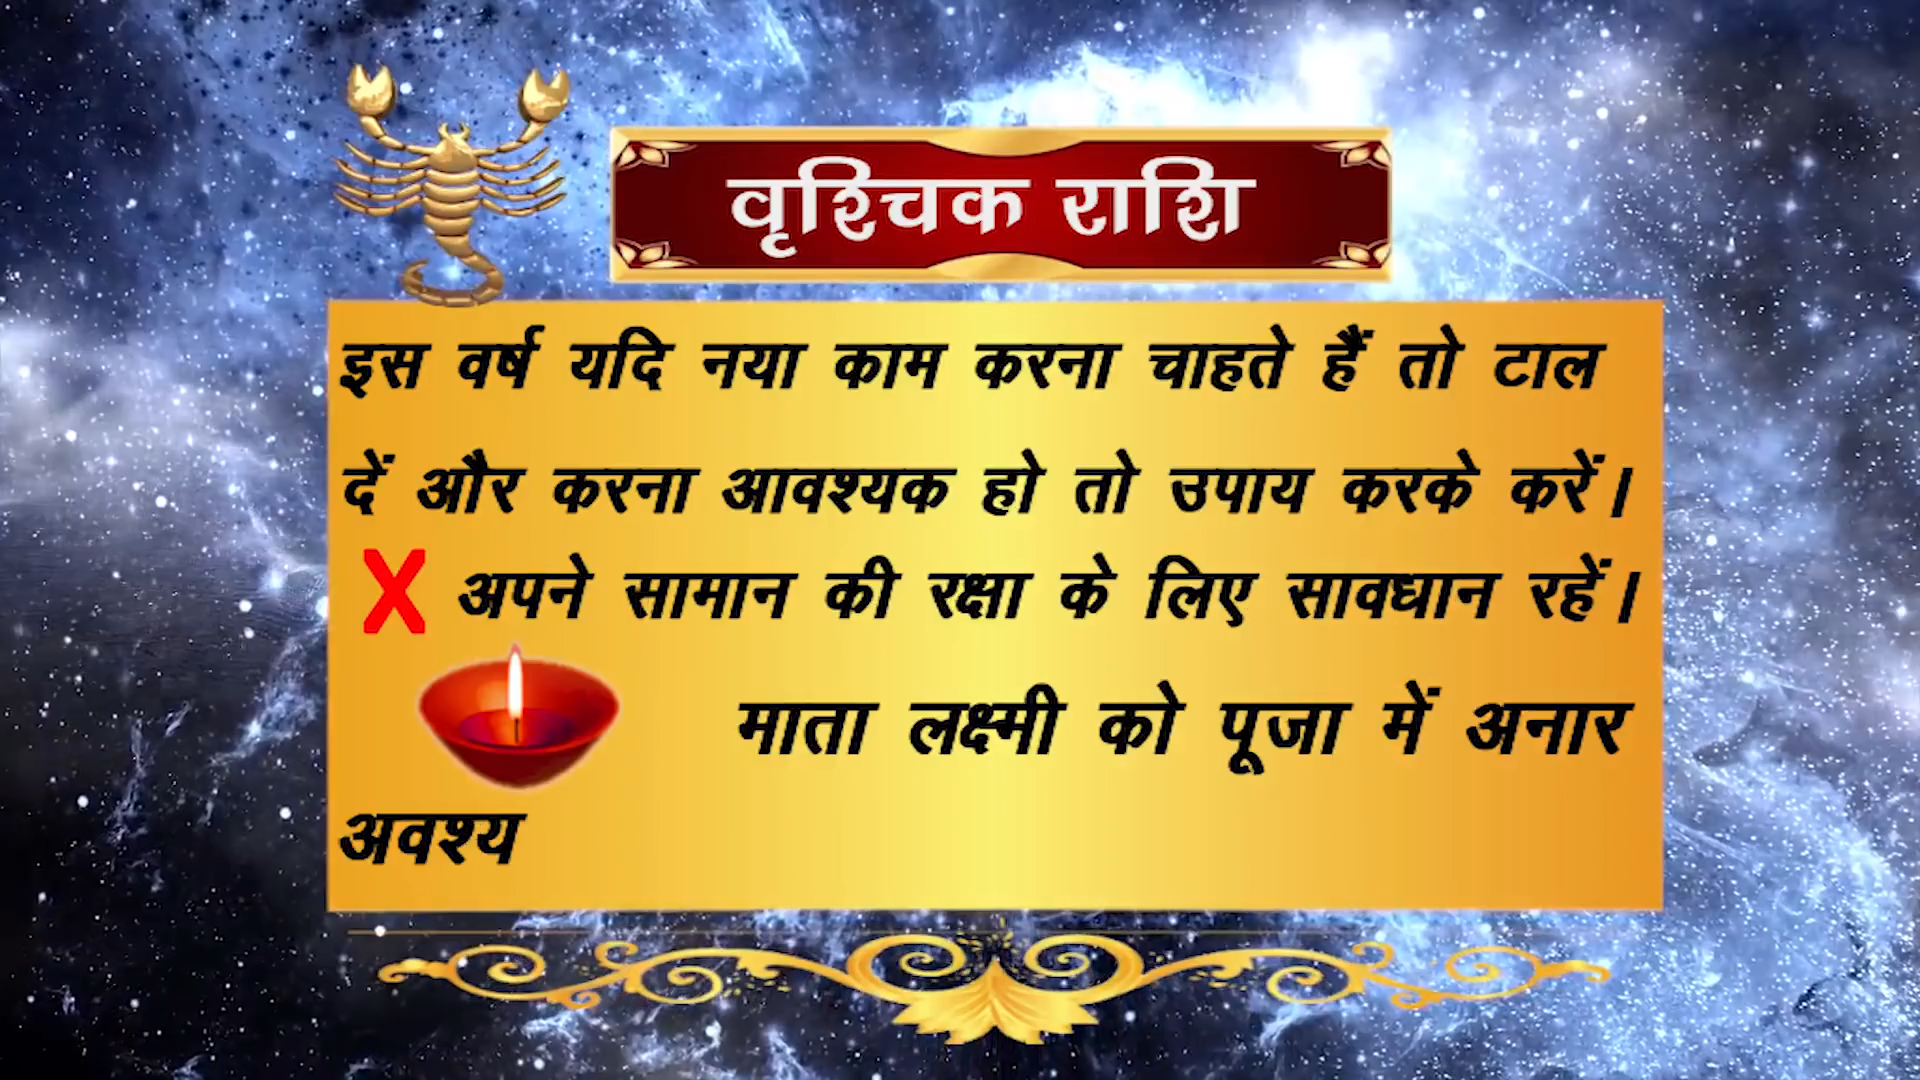 वृश्चिक राशि
इस वर्ष यदि नया काम करना चाहते हैं तो टाल
दें और करना आवश्यक हो तो उपाय करके करें।
X अपने सामान की रक्षा के लिए सावधान रहें।
माता लक्ष्मी को पूजा में अनार
अवश्य